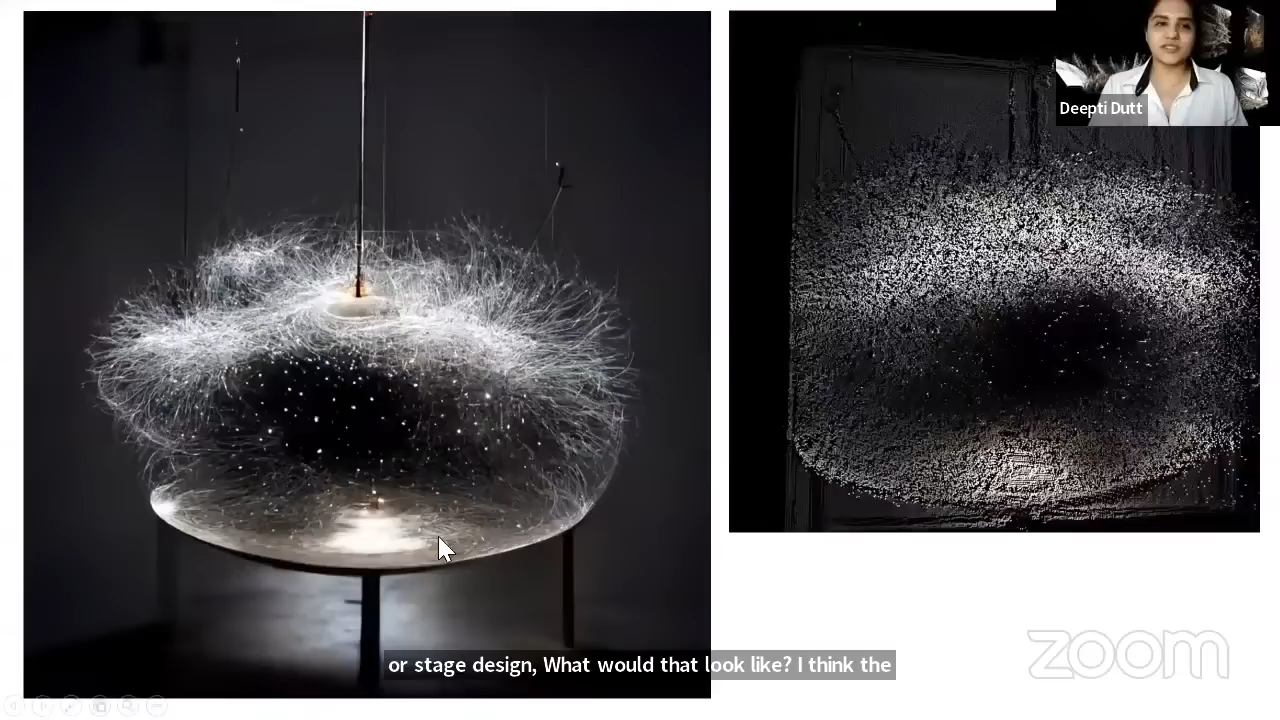 Deepti Dutt
or stage design, What would that look like? I think the
zoom